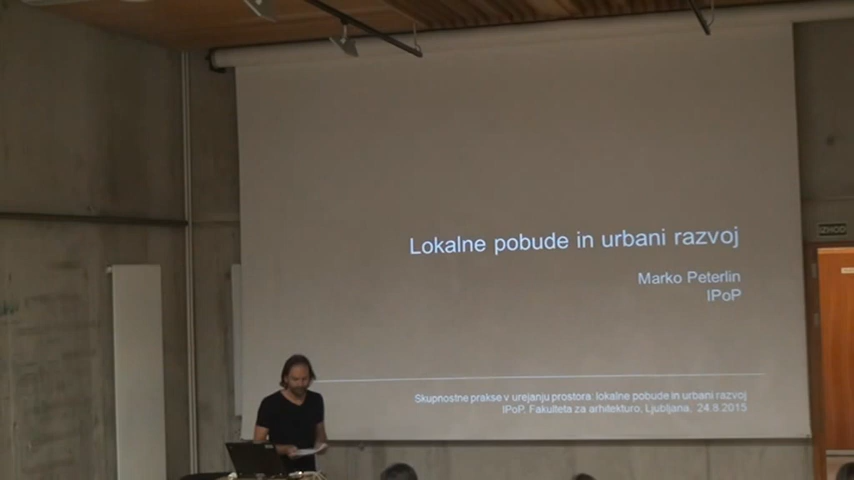 Lokalne pobude in urbani razvoj
Marko Peterlin
IPoP
Skupnostne prakse v urejanju prostora: lokalne pobude in urbani razvoj
IPoP, Fakulteta za arhitekturo, Ljubljana, 24.8.2015
IZHOD